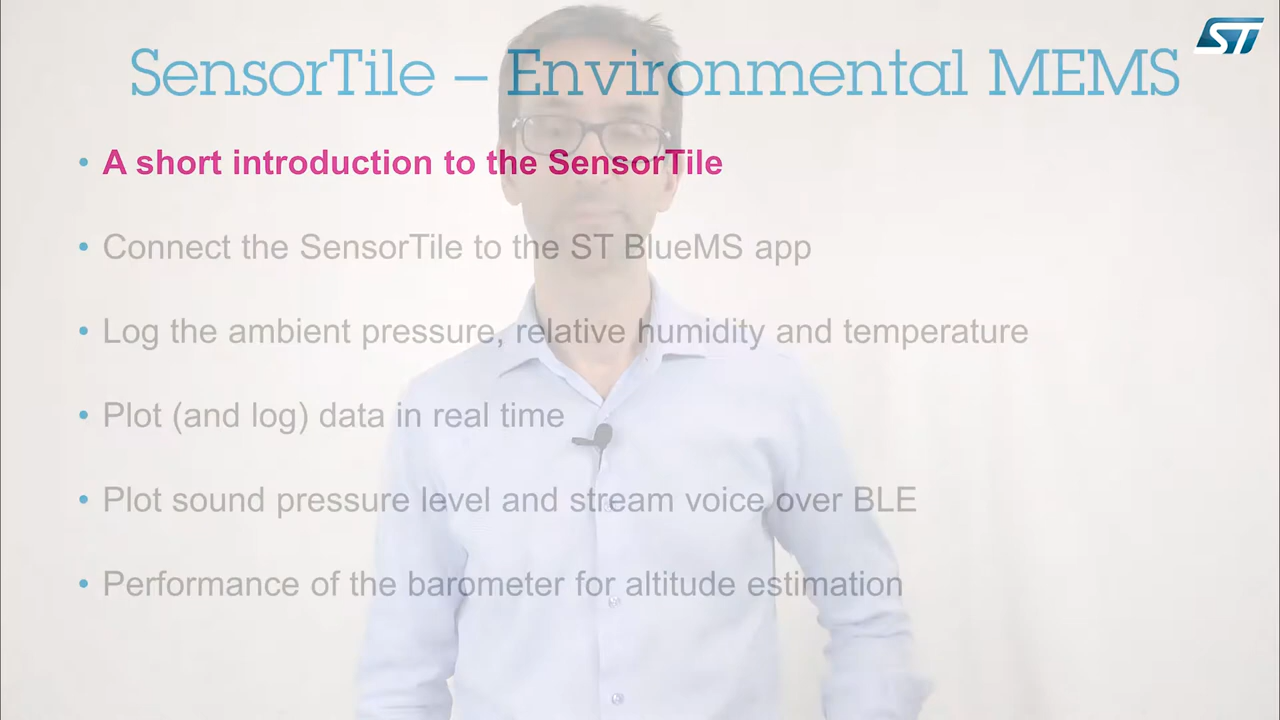 ST
SensorTile – Environmental MEMS
• A short introduction to the SensorTile
• Connect the SensorTile to the ST BlueMS app
• Log the ambient pressure, relative humidity and temperature
• Plot (and log) data in real time
• Plot sound pressure level and stream voice over BLE
• Performance of the barometer for altitude estimation